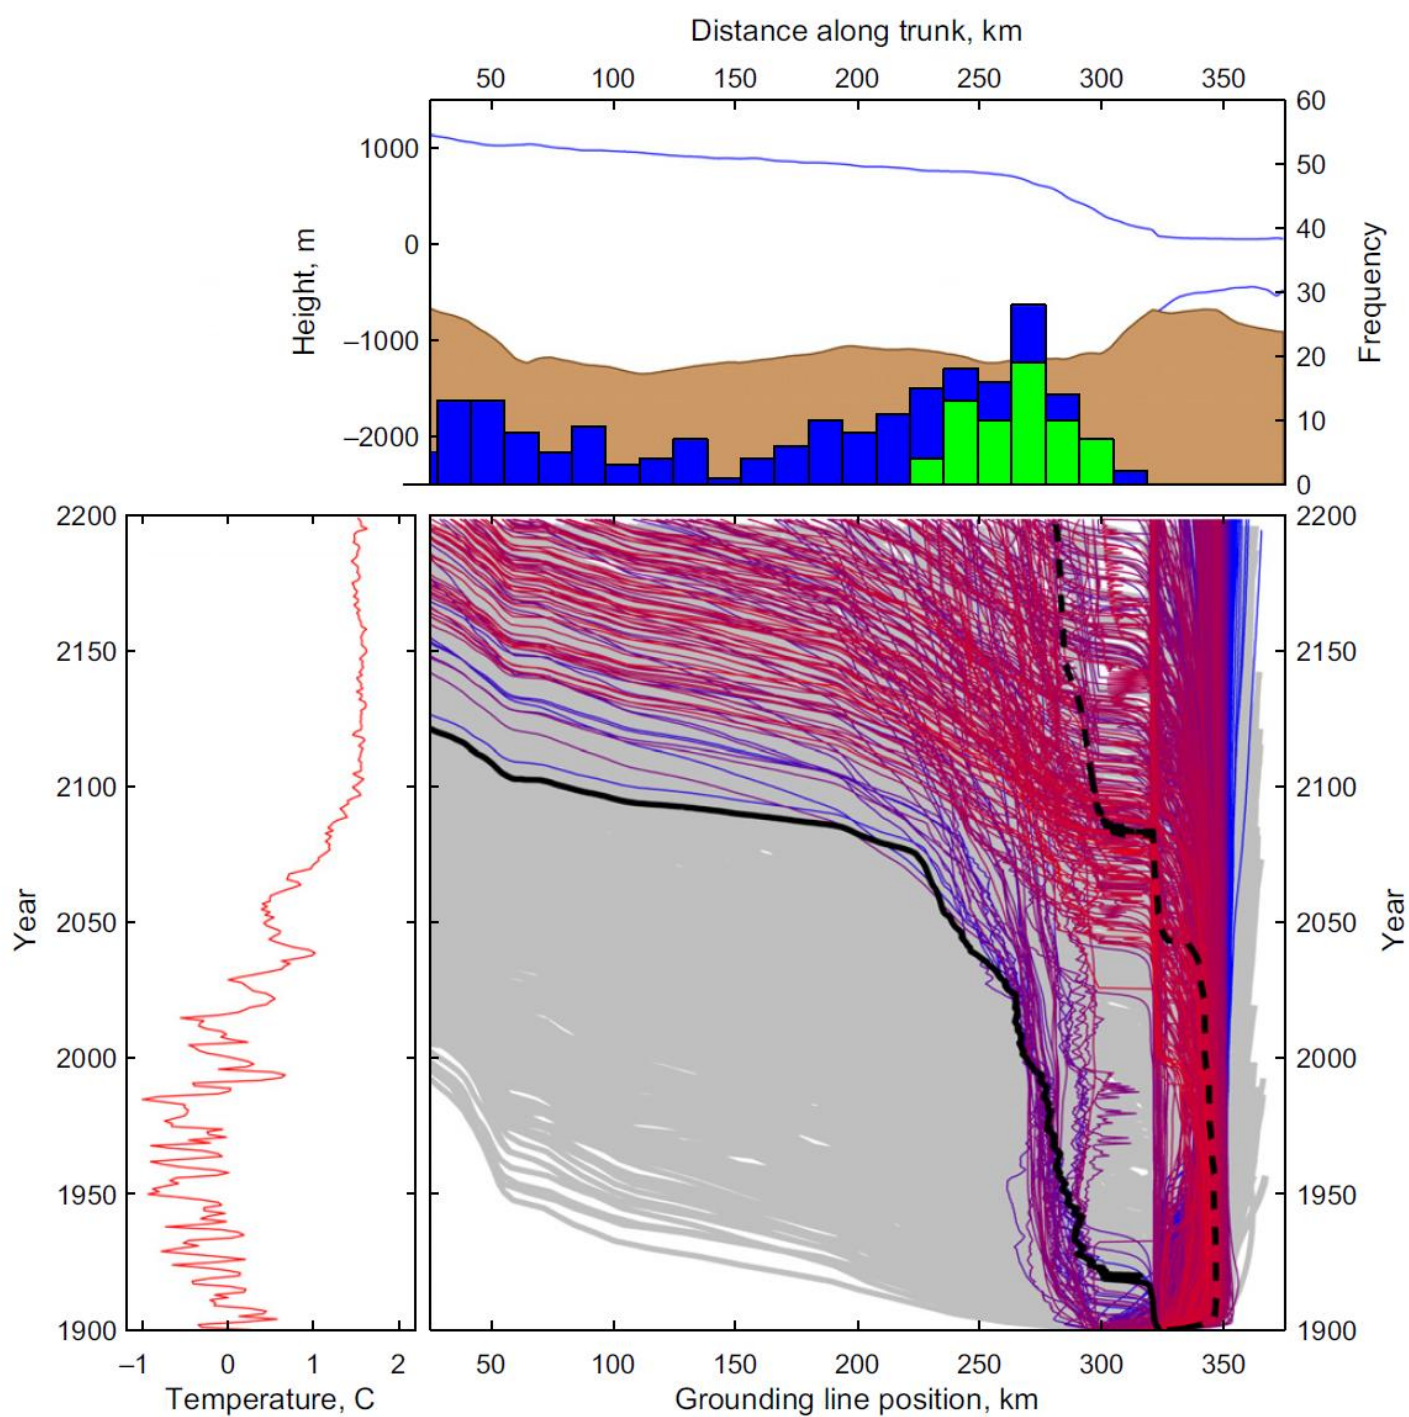 Distance along trunk, km
50 100 150 200 250 300 350
Height, m
1000
0
–1000
–2000
60
50
40
30
20
10
0
Frequency
Year
2200
2150
2100
2050
2000
1950
1900
–1 0 1 2
Temperature, C
50 100 150 200 250 300 350
Grounding line position, km
2200
2150
2100
2050
2000
1950
1900
Year